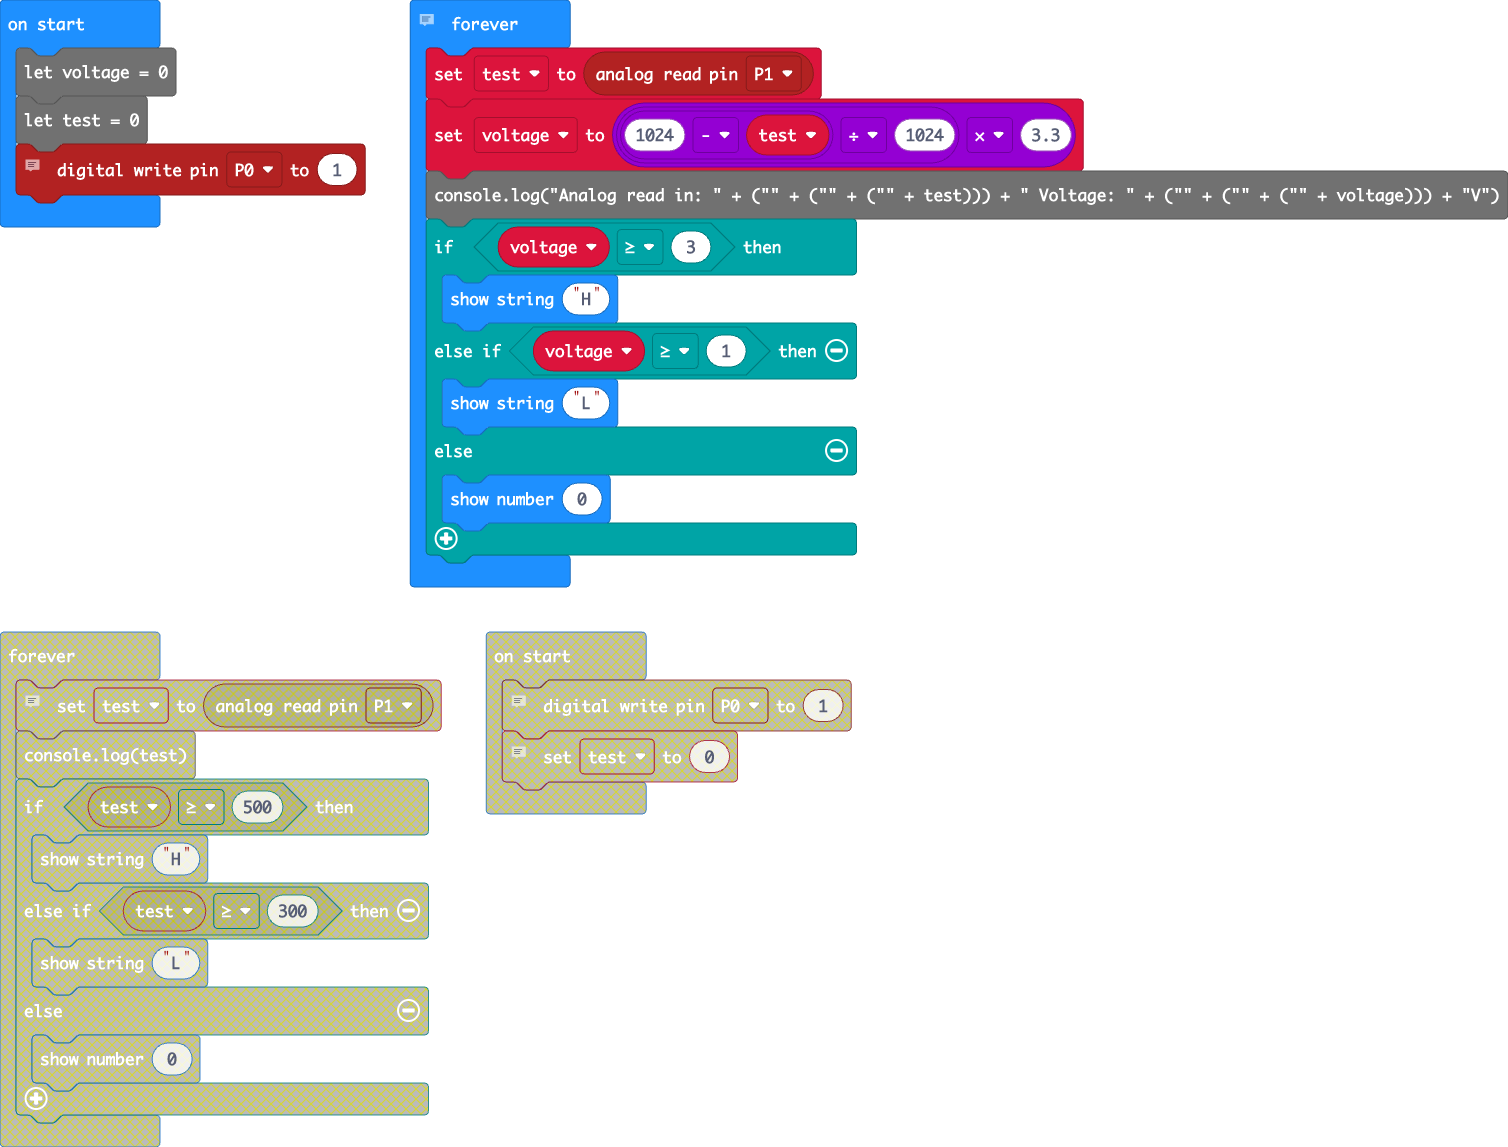 on start
let voltage = 0
let test = 0
digital write pin P0 to 1
forever
set test to analog read pin P1
set voltage to 1024 - test ÷ 1024 × 3.3
console.log("Analog read in: " + ("" + ("" + ("" + test))) + " Voltage: " + ("" + ("" + ("" + voltage))) + "V")
if voltage ≥ 3 then
show string "H"
else if voltage ≥ 1 then
show string "L"
else
show number 0
forever
set test to analog read pin P1
console.log(test)
if test ≥ 500 then
show string "H"
else if test ≥ 300 then
show string "L"
else
show number 0
on start
digital write pin P0 to 1
set test to 0